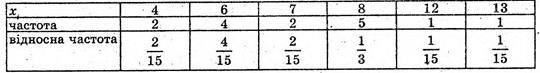 xᵢ 4 6 7 8 12 13
частота 2 4 2 5 1 1
відносна частота 2/15 4/15 2/15 1/3 1/15 1/15